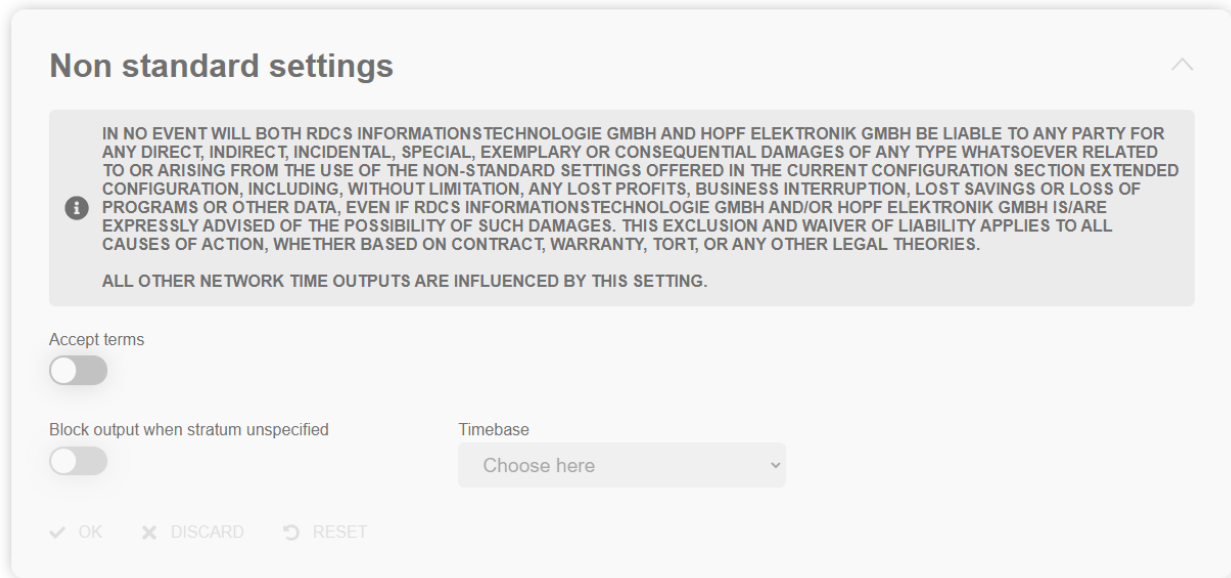 Non standard settings
IN NO EVENT WILL BOTH RDCS INFORMATIONSTECHNOLOGIE GMBH AND HOPF ELEKTRONIK GMBH BE LIABLE TO ANY PARTY FOR
ANY DIRECT, INDIRECT, INCIDENTAL, SPECIAL, EXEMPLARY OR CONSEQUENTIAL DAMAGES OF ANY TYPE WHATSOEVER RELATED
TO OR ARISING FROM THE USE OF THE NON-STANDARD SETTINGS OFFERED IN THE CURRENT CONFIGURATION SECTION EXTENDED
CONFIGURATION, INCLUDING, WITHOUT LIMITATION, ANY LOST PROFITS, BUSINESS INTERRUPTION, LOST SAVINGS OR LOSS OF
PROGRAMS OR OTHER DATA, EVEN IF RDCS INFORMATIONSTECHNOLOGIE GMBH AND/OR HOPF ELEKTRONIK GMBH IS/ARE
EXPRESSLY ADVISED OF THE POSSIBILITY OF SUCH DAMAGES. THIS EXCLUSION AND WAIVER OF LIABILITY APPLIES TO ALL
CAUSES OF ACTION, WHETHER BASED ON CONTRACT, WARRANTY, TORT, OR ANY OTHER LEGAL THEORIES.
ALL OTHER NETWORK TIME OUTPUTS ARE INFLUENCED BY THIS SETTING.
Accept terms
Block output when stratum unspecified Timebase
Choose here
OK DISCARD RESET